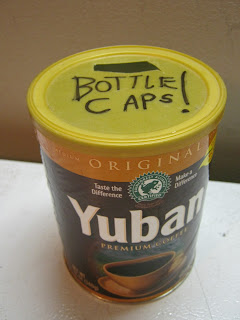 BOTTLE
CAPS!
ORIGINAL
Taste the
Difference
Make a
Difference
Yuban
PREMIUM COFFEE